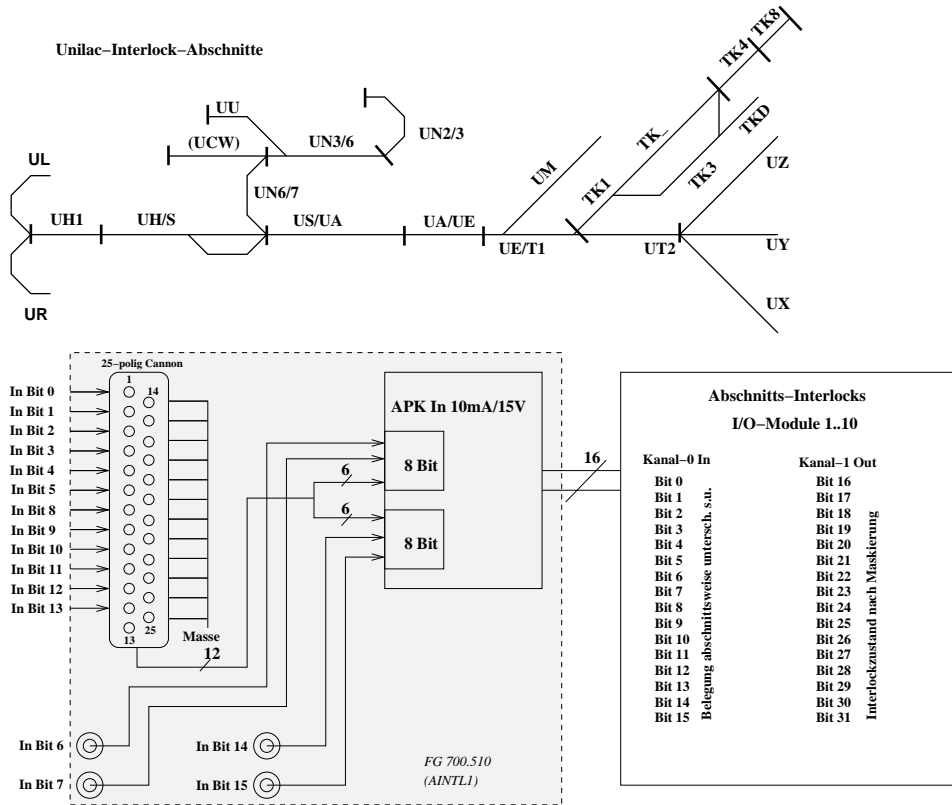 Unilac−Interlock−Abschnitte
TK8
TK4
UU
(UCW)
UN3/6
UN2/3
TK_
TKD
UL
UM
UZ
UN6/7
TK1
TK3
UH1
UH/S
US/UA
UA/UE
UE/T1
UT2
UY
UR
UX
25−polig Cannon
1
14
In Bit 0
In Bit 1
In Bit 2
In Bit 3
In Bit 4
In Bit 5
In Bit 8
In Bit 9
In Bit 10
In Bit 11
In Bit 12
In Bit 13
13
25
Masse
12
APK In 10mA/15V
8 Bit
6
6
8 Bit
16
In Bit 6
In Bit 7
In Bit 14
In Bit 15
FG 700.510
(AINTL1)
Abschnitts−Interlocks
I/O−Module 1..10
Kanal−0 In
Bit 0
Bit 1
Bit 2
Bit 3
Bit 4
Bit 5
Bit 6
Bit 7
Bit 8
Bit 9
Bit 10
Bit 11
Bit 12
Bit 13
Bit 14
Bit 15
Belegung abschnittsweise untersch. s.u.
Kanal−1 Out
Bit 16
Bit 17
Bit 18
Bit 19
Bit 20
Bit 21
Bit 22
Bit 23
Bit 24
Bit 25
Bit 26
Bit 27
Bit 28
Bit 29
Bit 30
Bit 31
Interlockzustand nach Maskierung